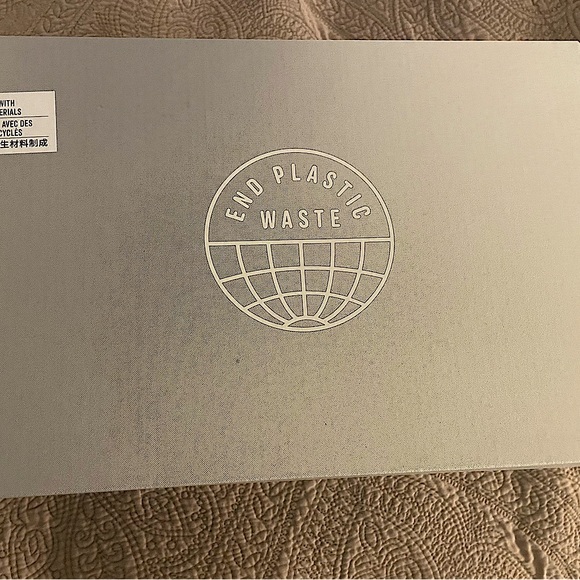 WITH
ERIALS
AVEC DES
CYCLÉS
生材料制成
END PLASTIC
WASTE